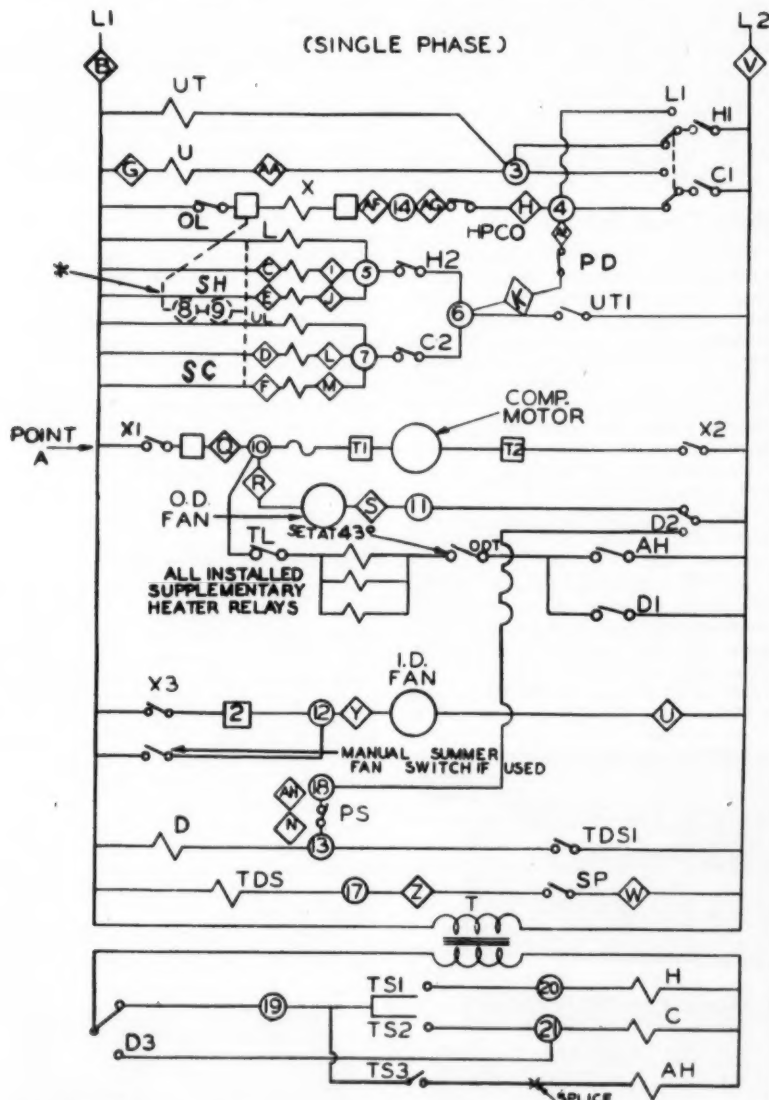 L1 L2
(SINGLE PHASE)
B V
UT L1
H1
G U AA 3
C1
X AF 14 AG H 4
OL HPCO
L
* C I 5 H2 PD
SH E J K
8 H 9 UL 6 UT1
D L 7 C2
SC F M
COMP.
MOTOR
POINT
A
X1 O 10 T1 T2 X2
R
O.D.
FAN S 11
SET AT 43° D2
TL ODT AH
ALL INSTALLED
SUPPLEMENTARY
HEATER RELAYS D1
I.D.
FAN
X3 2 12 Y U
MANUAL SUMMER
FAN SWITCH IF USED
AH 18
N PS
D 13 TDS1
TDS 17 Z SP W
T
TS1 20 H
19
TS2 21 C
D3
TS3 AH
SPLICE